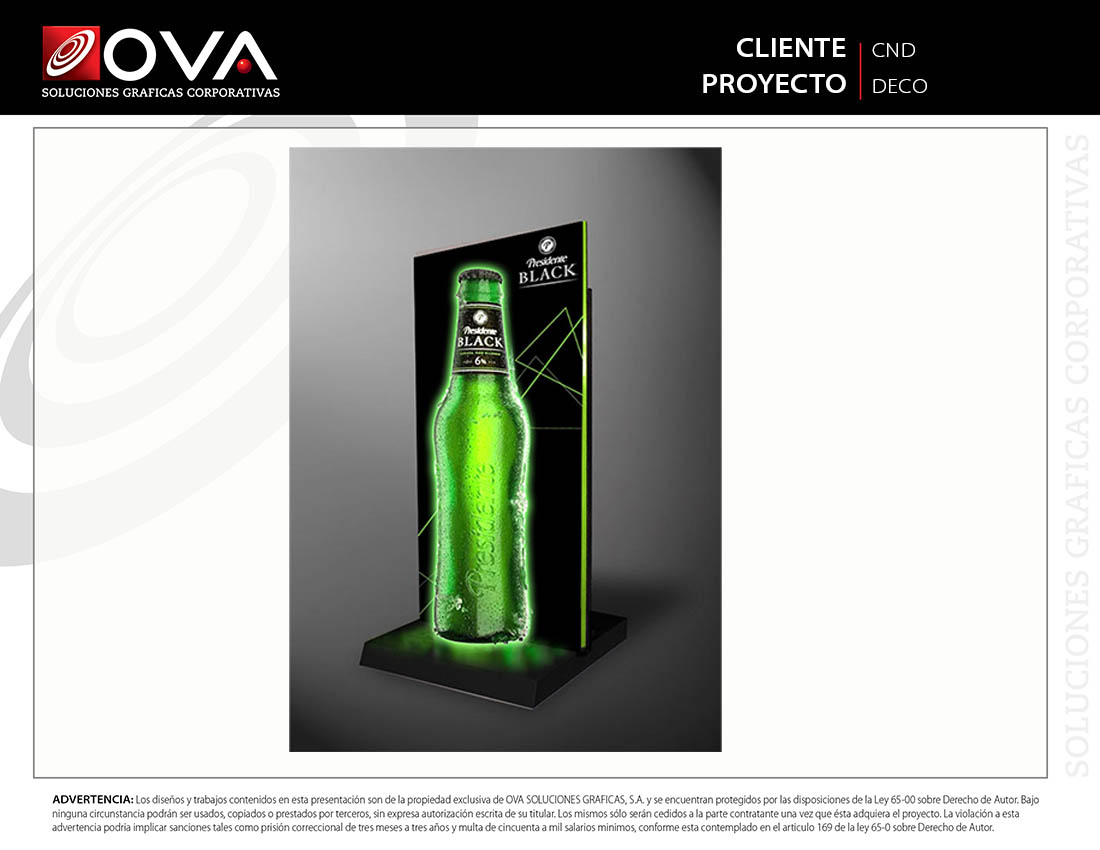 OVA
SOLUCIONES GRAFICAS CORPORATIVAS
CLIENTE CND
PROYECTO DECO
Presidente
BLACK
Presidente
BLACK
6%
Presidente
SOLUCIONES GRAFICAS CORPORATIVAS
ADVERTENCIA: Los diseños y trabajos contenidos en esta presentación son de la propiedad exclusiva de OVA SOLUCIONES GRAFICAS, S.A. y se encuentran protegidos por las disposiciones de la Ley 65-00 sobre Derecho de Autor. Bajo
ninguna circunstancia podrán ser usados, copiados o prestados por terceros, sin expresa autorización escrita de su titular. Los mismos sólo serán cedidos a la parte contratante una vez que ésta adquiera el proyecto. La violación a esta
advertencia podria implicar sanciones tales como prisión correccional de tres meses a tres años y multa de cincuenta a mil salarios minimos, conforme esta contemplado en el articulo 169 de la ley 65-0 sobre Derecho de Autor.